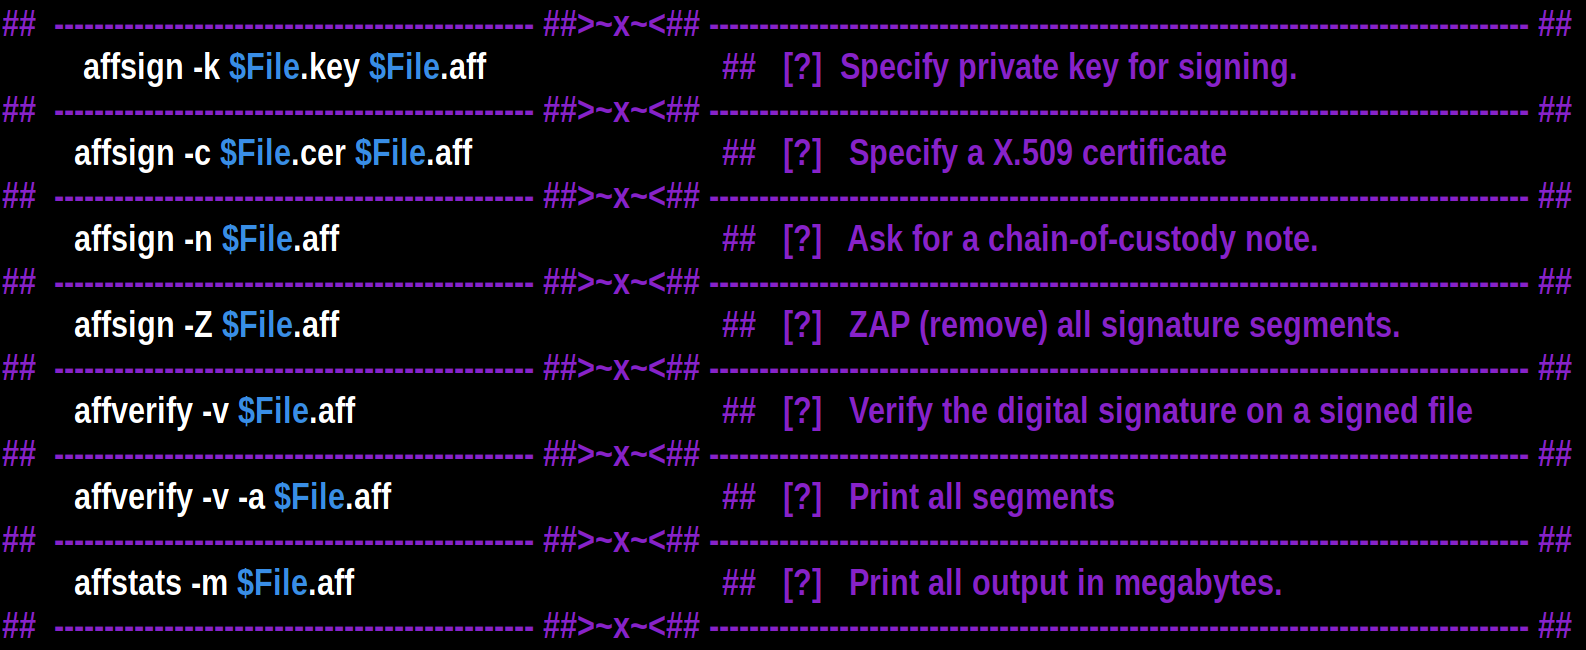 ## ------------------------------------------------ ##>~x~<## ---------------------------------------------------------------------------------- ##
affsign -k $File.key $File.aff ## [?] Specify private key for signing.
## ------------------------------------------------ ##>~x~<## ---------------------------------------------------------------------------------- ##
affsign -c $File.cer $File.aff ## [?] Specify a X.509 certificate
## ------------------------------------------------ ##>~x~<## ---------------------------------------------------------------------------------- ##
affsign -n $File.aff ## [?] Ask for a chain-of-custody note.
## ------------------------------------------------ ##>~x~<## ---------------------------------------------------------------------------------- ##
affsign -Z $File.aff ## [?] ZAP (remove) all signature segments.
## ------------------------------------------------ ##>~x~<## ---------------------------------------------------------------------------------- ##
affverify -v $File.aff ## [?] Verify the digital signature on a signed file
## ------------------------------------------------ ##>~x~<## ---------------------------------------------------------------------------------- ##
affverify -v -a $File.aff ## [?] Print all segments
## ------------------------------------------------ ##>~x~<## ---------------------------------------------------------------------------------- ##
affstats -m $File.aff ## [?] Print all output in megabytes.
## ------------------------------------------------ ##>~x~<## ---------------------------------------------------------------------------------- ##